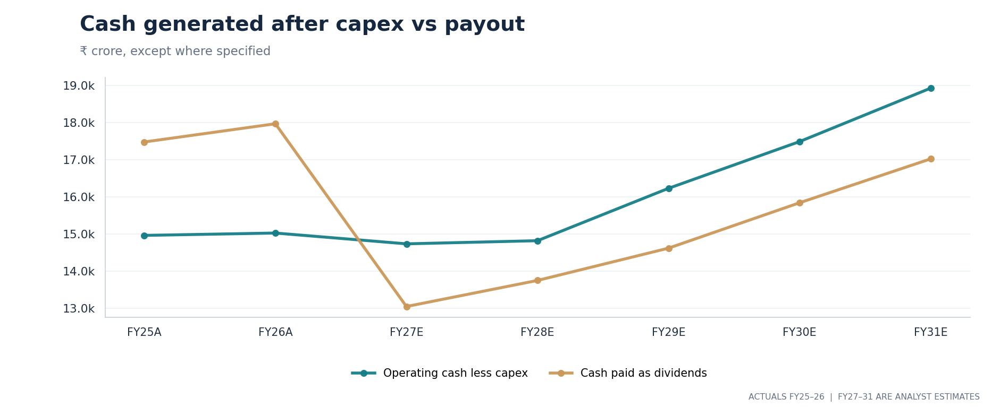 Cash generated after capex vs payout
₹ crore, except where specified
19.0k
18.0k
17.0k
16.0k
15.0k
14.0k
13.0k
FY25A FY26A FY27E FY28E FY29E FY30E FY31E
Operating cash less capex Cash paid as dividends
ACTUALS FY25–26 | FY27–31 ARE ANALYST ESTIMATES